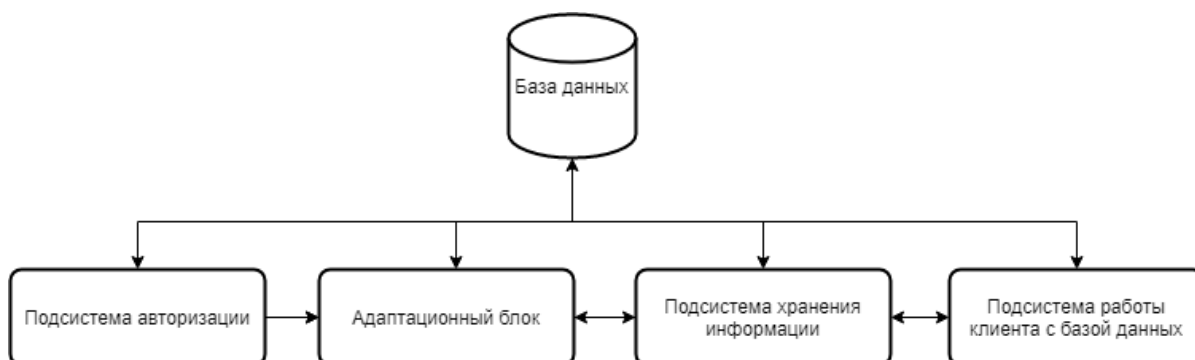 База данных
Подсистема авторизации
Адаптационный блок
Подсистема хранения
информации
Подсистема работы
клиента с базой данных